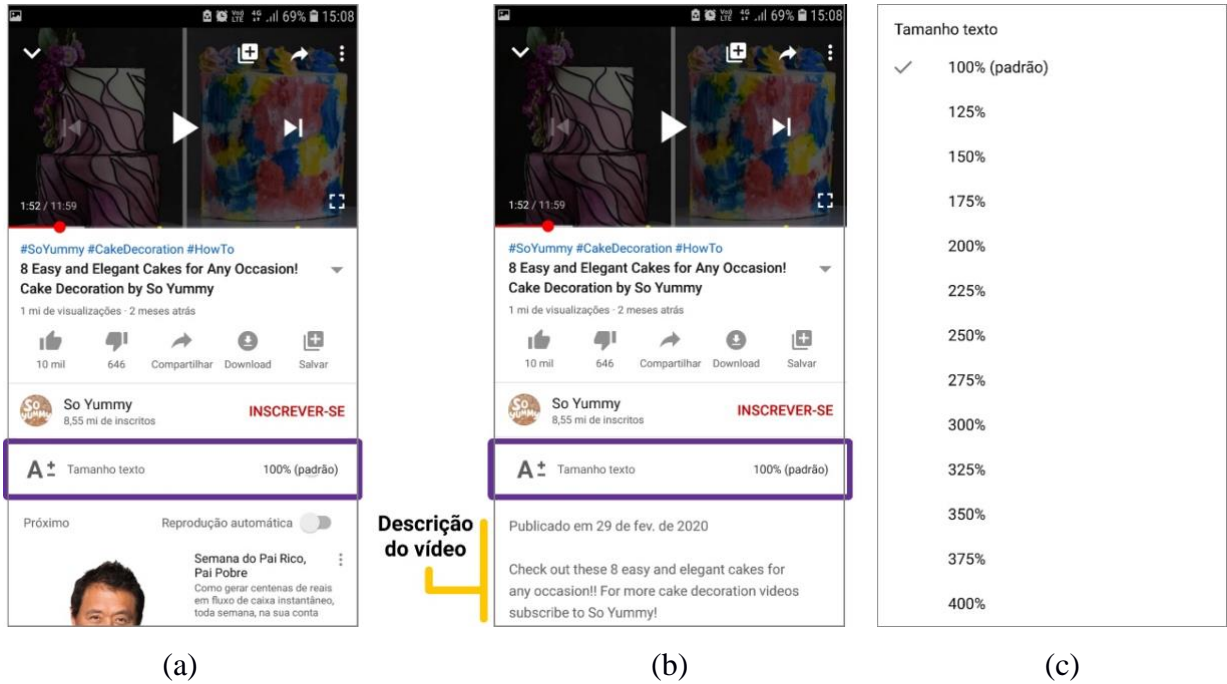 69% 15:08
1:52 / 11:59
#SoYummy #CakeDecoration #HowTo
8 Easy and Elegant Cakes for Any Occasion!
Cake Decoration by So Yummy
1 mi de visualizações · 2 meses atrás
10 mil 646 Compartilhar Download Salvar
So Yummy
8,55 mi de inscritos
INSCREVER-SE
A± Tamanho texto 100% (padrão)
Próximo Reprodução automática
Semana do Pai Rico,
Pai Pobre
Como gerar centenas de reais
em fluxo de caixa instantâneo,
toda semana, na sua conta
(a)
69% 15:08
1:52 / 11:59
#SoYummy #CakeDecoration #HowTo
8 Easy and Elegant Cakes for Any Occasion!
Cake Decoration by So Yummy
1 mi de visualizações · 2 meses atrás
10 mil 646 Compartilhar Download Salvar
So Yummy
8,55 mi de inscritos
INSCREVER-SE
A± Tamanho texto 100% (padrão)
Descrição
do vídeo
Publicado em 29 de fev. de 2020
Check out these 8 easy and elegant cakes for
any occasion!! For more cake decoration videos
subscribe to So Yummy!
(b)
Tamanho texto
100% (padrão)
125%
150%
175%
200%
225%
250%
275%
300%
325%
350%
375%
400%
(c)